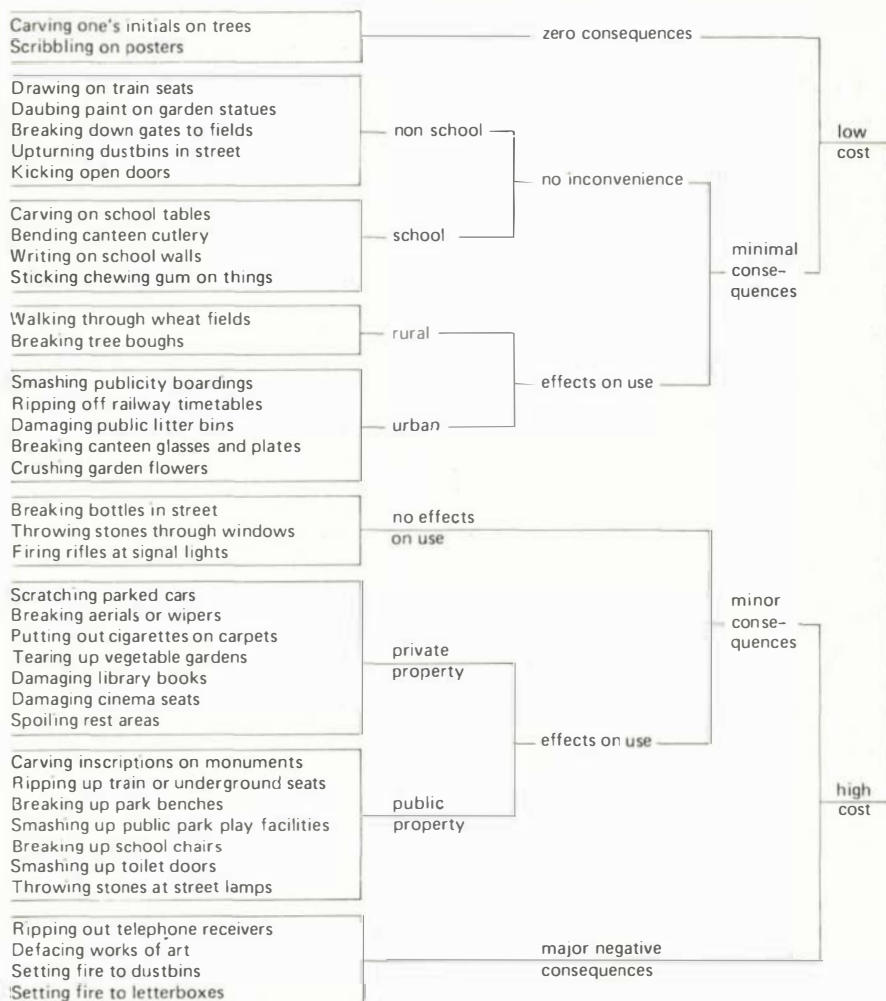 Carving one's initials on trees
Scribbling on posters
zero consequences
Drawing on train seats
Daubing paint on garden statues
Breaking down gates to fields
Upturning dustbins in street
Kicking open doors
non school
low
cost
no inconvenience
Carving on school tables
Bending canteen cutlery
Writing on school walls
Sticking chewing gum on things
school
minimal
conse-
quences
Walking through wheat fields
Breaking tree boughs
rural
effects on use
Smashing publicity boardings
Ripping off railway timetables
Damaging public litter bins
Breaking canteen glasses and plates
Crushing garden flowers
urban
Breaking bottles in street
Throwing stones through windows
Firing rifles at signal lights
no effects
on use
minor
conse-
quences
Scratching parked cars
Breaking aerials or wipers
Putting out cigarettes on carpets
Tearing up vegetable gardens
Damaging library books
Damaging cinema seats
Spoiling rest areas
private
property
effects on use
Carving inscriptions on monuments
Ripping up train or underground seats
Breaking up park benches
Smashing up public park play facilities
Breaking up school chairs
Smashing up toilet doors
Throwing stones at street lamps
public
property
high
cost
Ripping out telephone receivers
Defacing works of art
Setting fire to dustbins
Setting fire to letterboxes
major negative
consequences